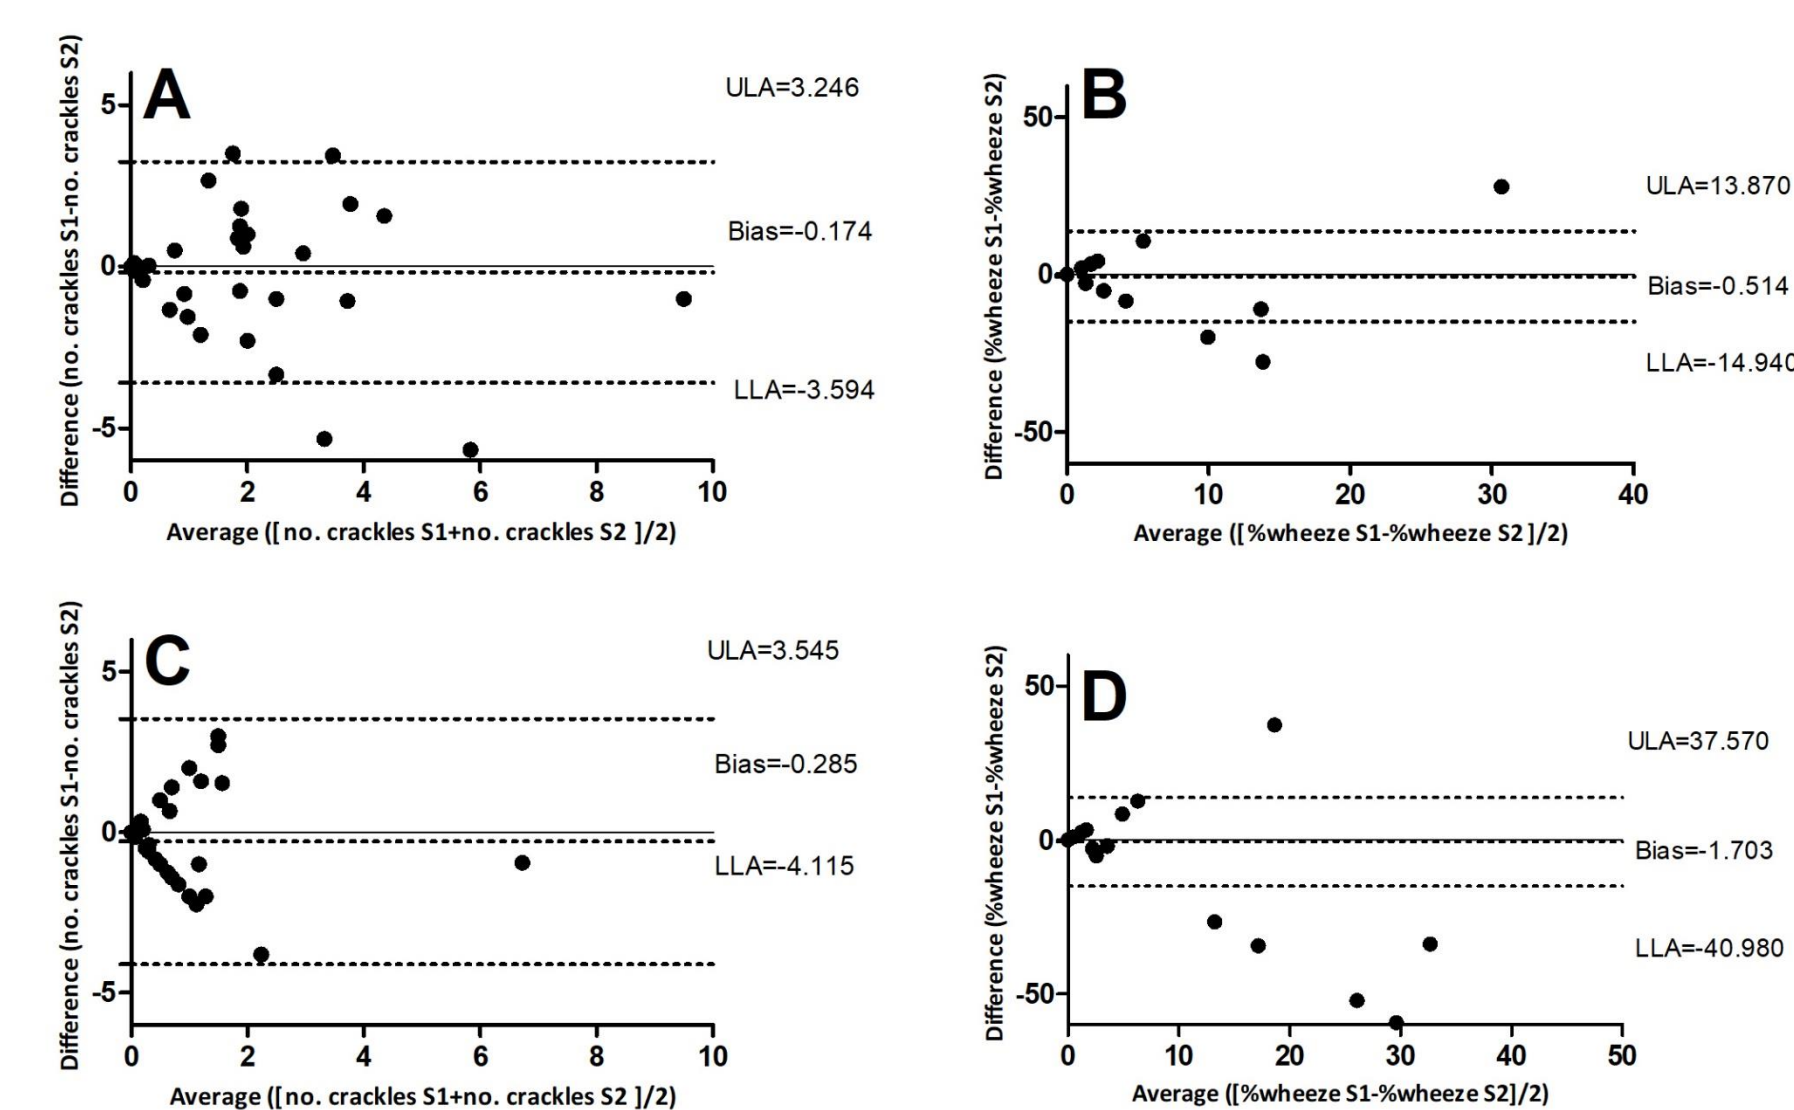 A
Difference (no. crackles S1-no. crackles S2)
5
0
-5
ULA=3.246
Bias=-0.174
LLA=-3.594
0 2 4 6 8 10
Average ([no. crackles S1+no. crackles S2 ]/2)
B
Difference (%wheeze S1-%wheeze S2)
50
0
-50
ULA=13.870
Bias=-0.514
LLA=-14.940
0 10 20 30 40
Average ([%wheeze S1-%wheeze S2]/2)
C
Difference (no. crackles S1-no. crackles S2)
5
0
-5
ULA=3.545
Bias=-0.285
LLA=-4.115
0 2 4 6 8 10
Average ([no. crackles S1+no. crackles S2 ]/2)
D
Difference (%wheeze S1-%wheeze S2)
50
0
-50
ULA=37.570
Bias=-1.703
LLA=-40.980
0 10 20 30 40 50
Average ([%wheeze S1-%wheeze S2]/2)